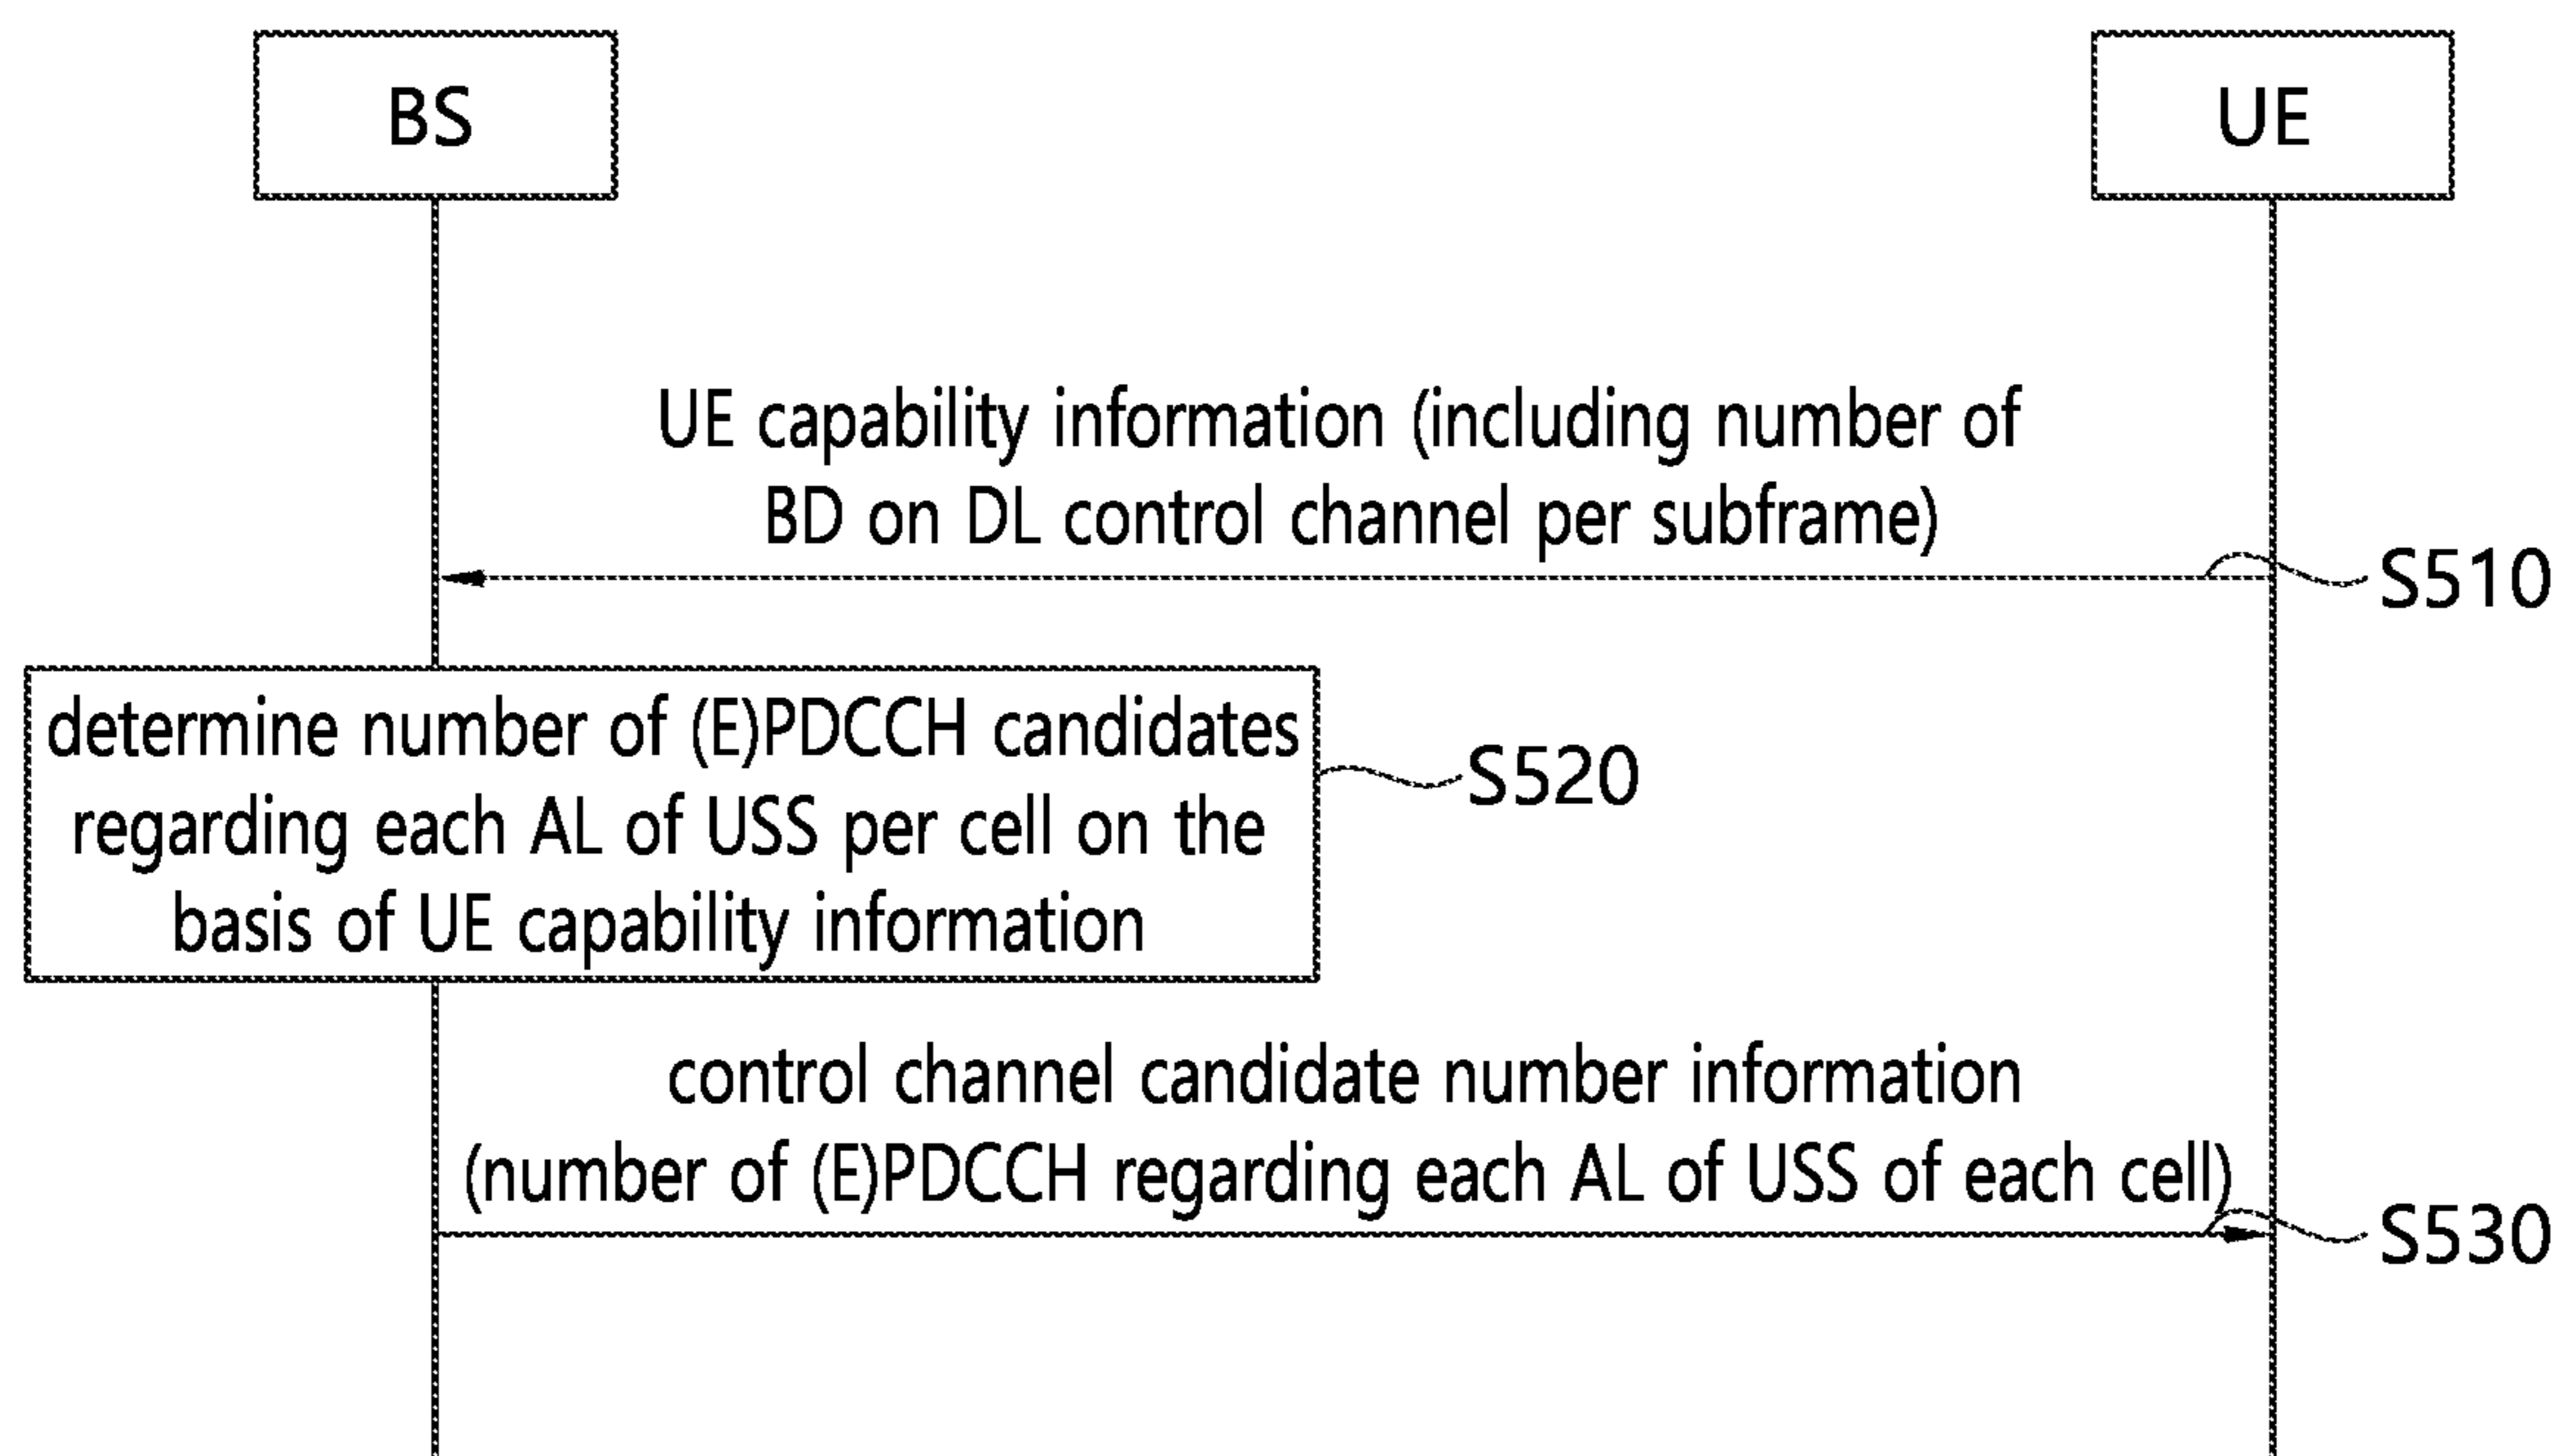 BS
UE
UE capability information (including number of
BD on DL control channel per subframe)
S510
determine number of (E)PDCCH candidates
regarding each AL of USS per cell on the
basis of UE capability information
S520
control channel candidate number information
(number of (E)PDCCH regarding each AL of USS of each cell)
S530